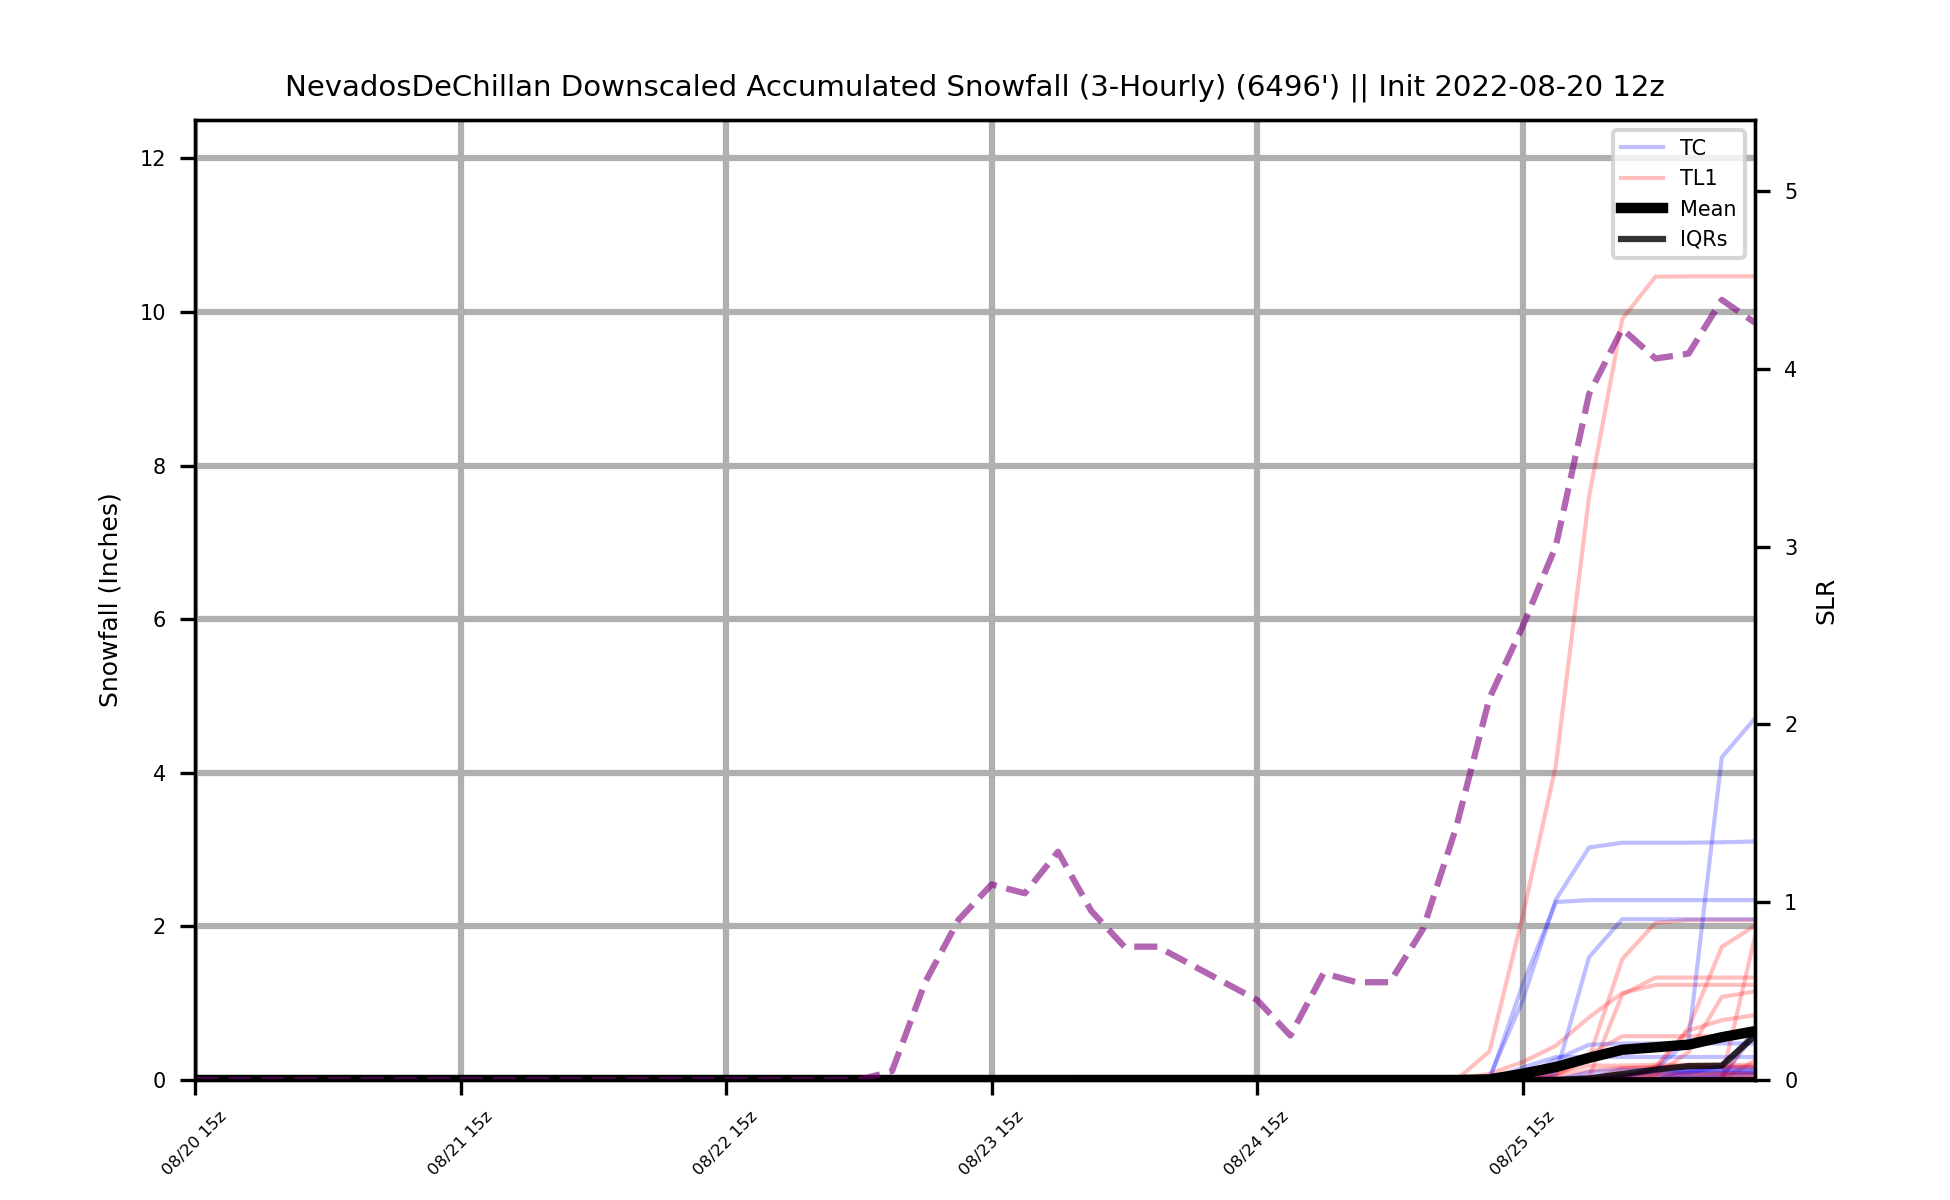 NevadosDeChillan Downscaled Accumulated Snowfall (3-Hourly) (6496') || Init 2022-08-20 12z
TC
TL1
Mean
IQRs
12
10
8
6
4
2
0
Snowfall (Inches)
5
4
3
2
1
0
SLR
08/20 15z
08/21 15z
08/22 15z
08/23 15z
08/24 15z
08/25 15z